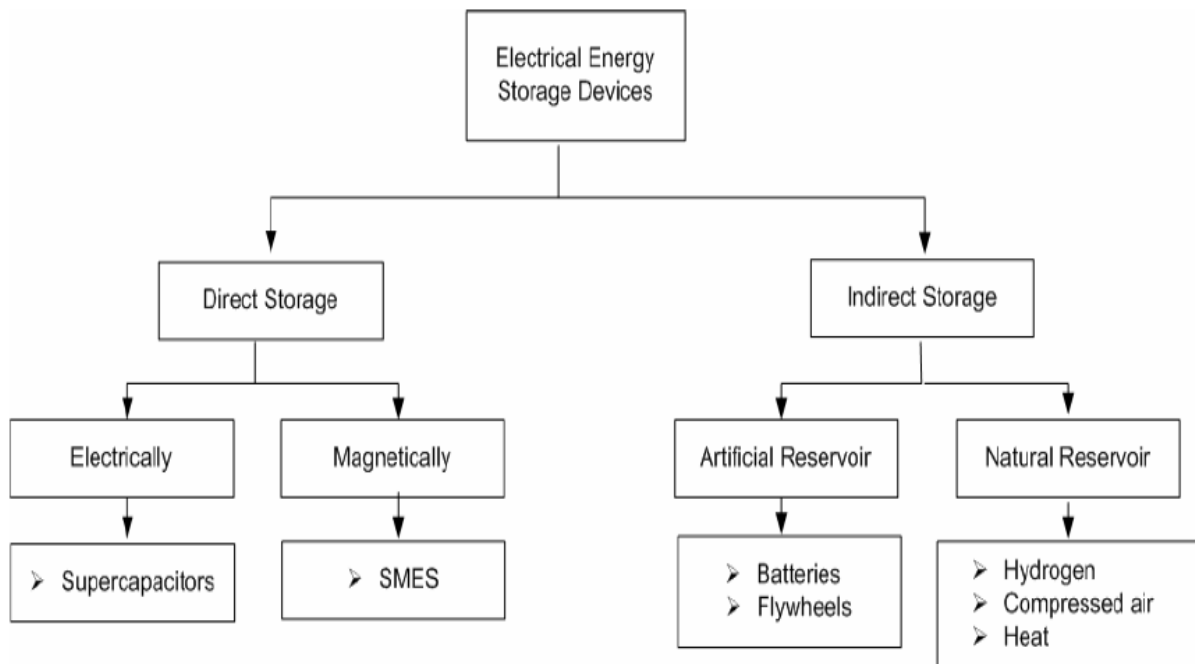 Electrical Energy
Storage Devices
Direct Storage
Indirect Storage
Electrically
Magnetically
Artificial Reservoir
Natural Reservoir
➢ Supercapacitors
➢ SMES
➢ Batteries
➢ Flywheels
➢ Hydrogen
➢ Compressed air
➢ Heat